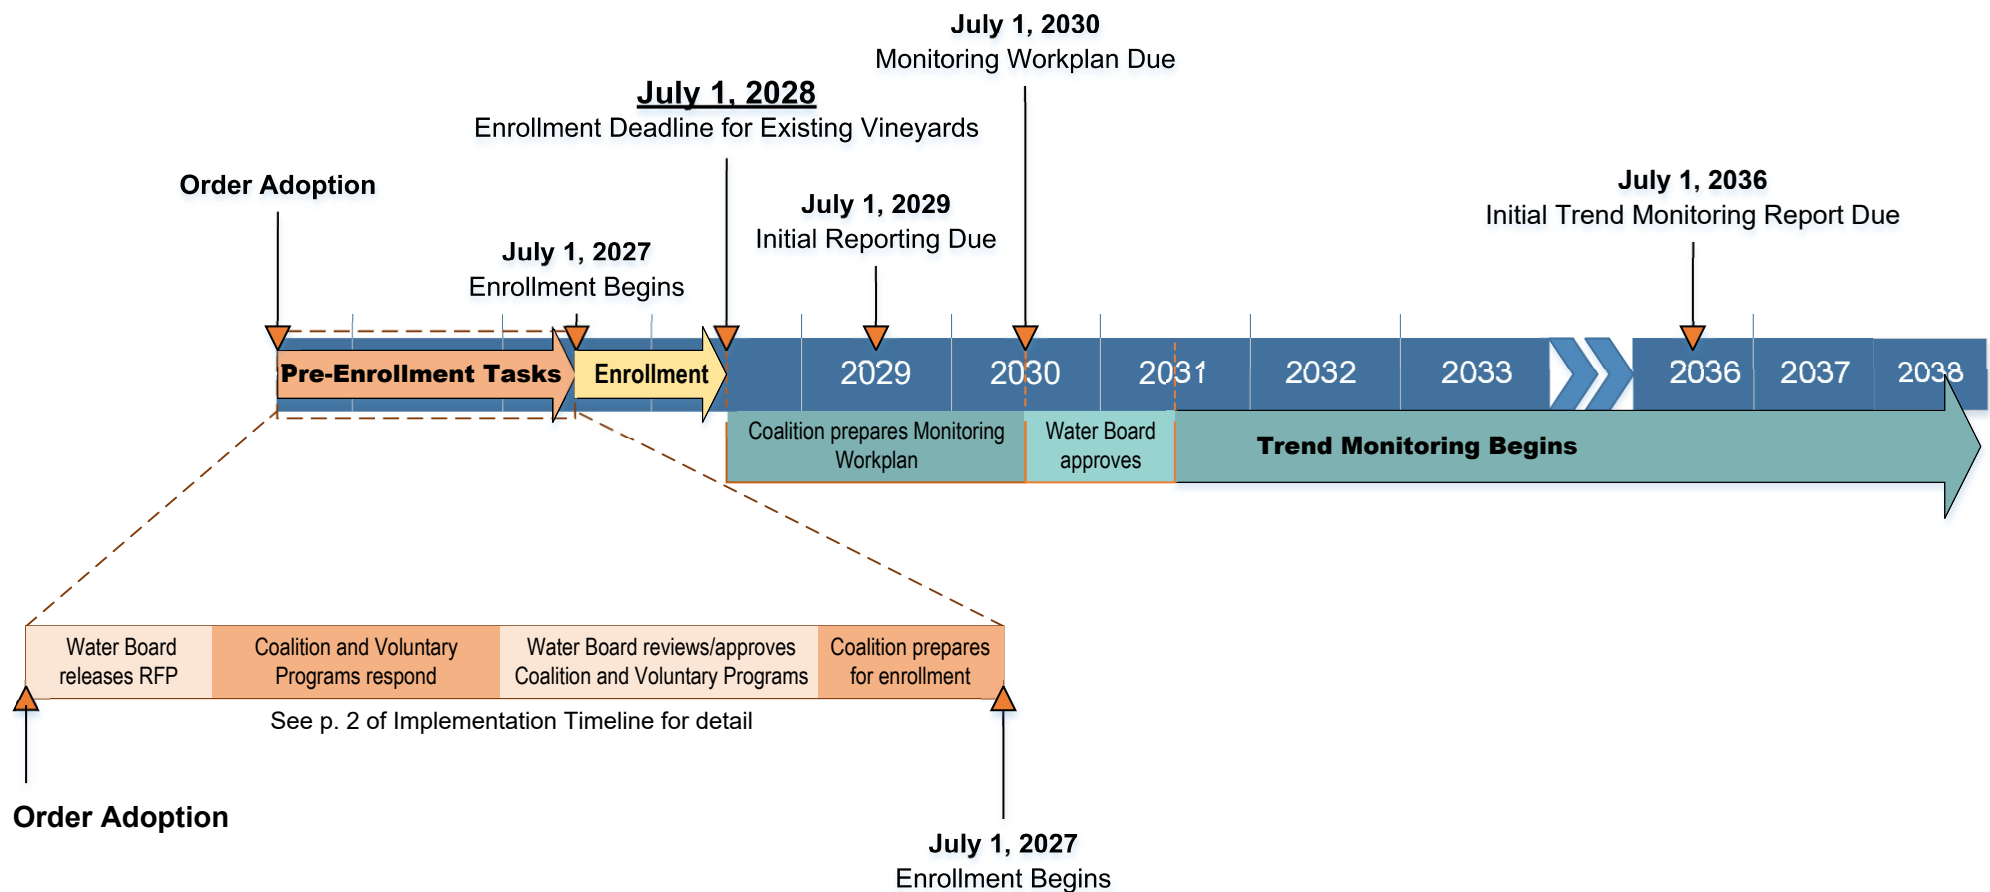 July 1, 2030
Monitoring Workplan Due
July 1, 2028
Enrollment Deadline for Existing Vineyards
Order Adoption
July 1, 2029
Initial Reporting Due
July 1, 2036
Initial Trend Monitoring Report Due
July 1, 2027
Enrollment Begins
Pre-Enrollment Tasks
Enrollment
2029
2030
2031
2032
2033
2036
2037
2038
Coalition prepares Monitoring
Workplan
Water Board
approves
Trend Monitoring Begins
Water Board
releases RFP
Coalition and Voluntary
Programs respond
Water Board reviews/approves
Coalition and Voluntary Programs
Coalition prepares
for enrollment
See p. 2 of Implementation Timeline for detail
Order Adoption
July 1, 2027
Enrollment Begins